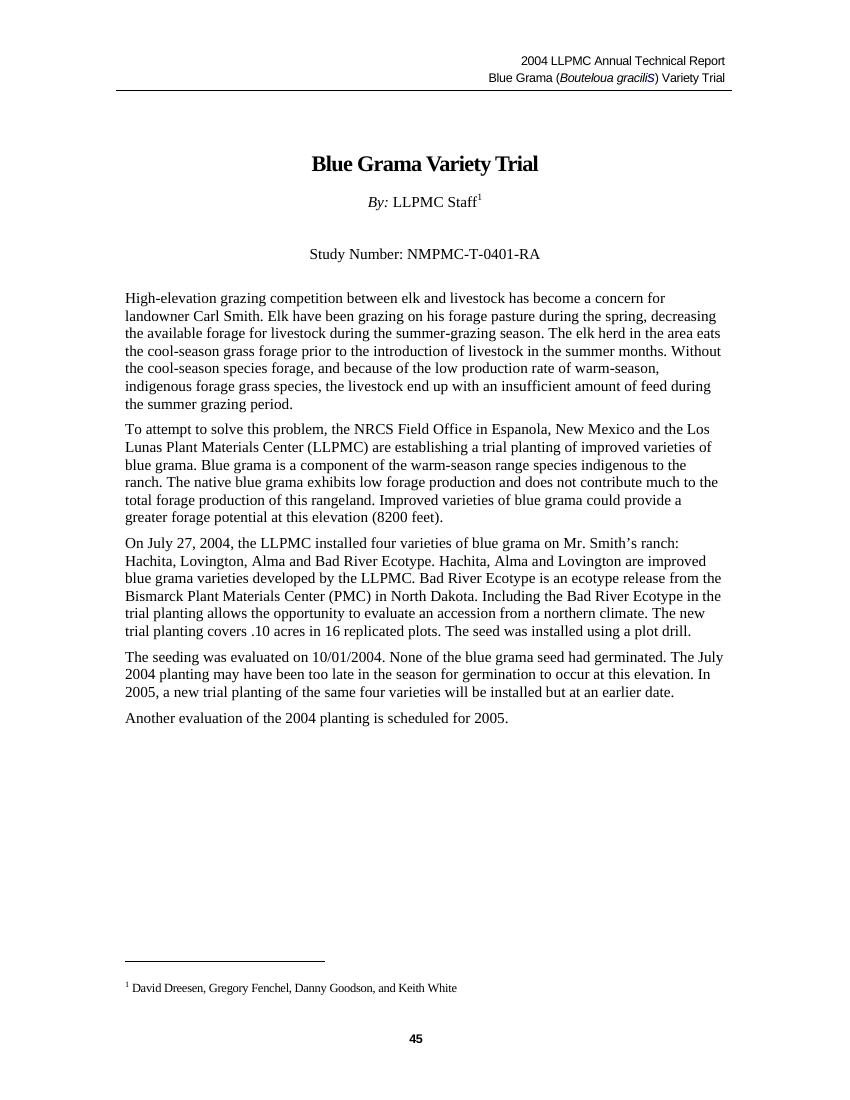 2004 LLPMC Annual Technical Report
Blue Grama (Bouteloua graciliS) Variety Trial
Blue Grama Variety Trial
By: LLPMC Staff1
Study Number: NMPMC-T-0401-RA
High-elevation grazing competition between elk and livestock has become a concern for
landowner Carl Smith. Elk have been grazing on his forage pasture during the spring, decreasing
the available forage for livestock during the summer-grazing season. The elk herd in the area eats
the cool-season grass forage prior to the introduction of livestock in the summer months. Without
the cool-season species forage, and because of the low production rate of warm-season,
indigenous forage grass species, the livestock end up with an insufficient amount of feed during
the summer grazing period.
To attempt to solve this problem, the NRCS Field Office in Espanola, New Mexico and the Los
Lunas Plant Materials Center (LLPMC) are establishing a trial planting of improved varieties of
blue grama. Blue grama is a component of the warm-season range species indigenous to the
ranch. The native blue grama exhibits low forage production and does not contribute much to the
total forage production of this rangeland. Improved varieties of blue grama could provide a
greater forage potential at this elevation (8200 feet).
On July 27, 2004, the LLPMC installed four varieties of blue grama on Mr. Smith’s ranch:
Hachita, Lovington, Alma and Bad River Ecotype. Hachita, Alma and Lovington are improved
blue grama varieties developed by the LLPMC. Bad River Ecotype is an ecotype release from the
Bismarck Plant Materials Center (PMC) in North Dakota. Including the Bad River Ecotype in the
trial planting allows the opportunity to evaluate an accession from a northern climate. The new
trial planting covers .10 acres in 16 replicated plots. The seed was installed using a plot drill.
The seeding was evaluated on 10/01/2004. None of the blue grama seed had germinated. The July
2004 planting may have been too late in the season for germination to occur at this elevation. In
2005, a new trial planting of the same four varieties will be installed but at an earlier date.
Another evaluation of the 2004 planting is scheduled for 2005.
1 David Dreesen, Gregory Fenchel, Danny Goodson, and Keith White
45